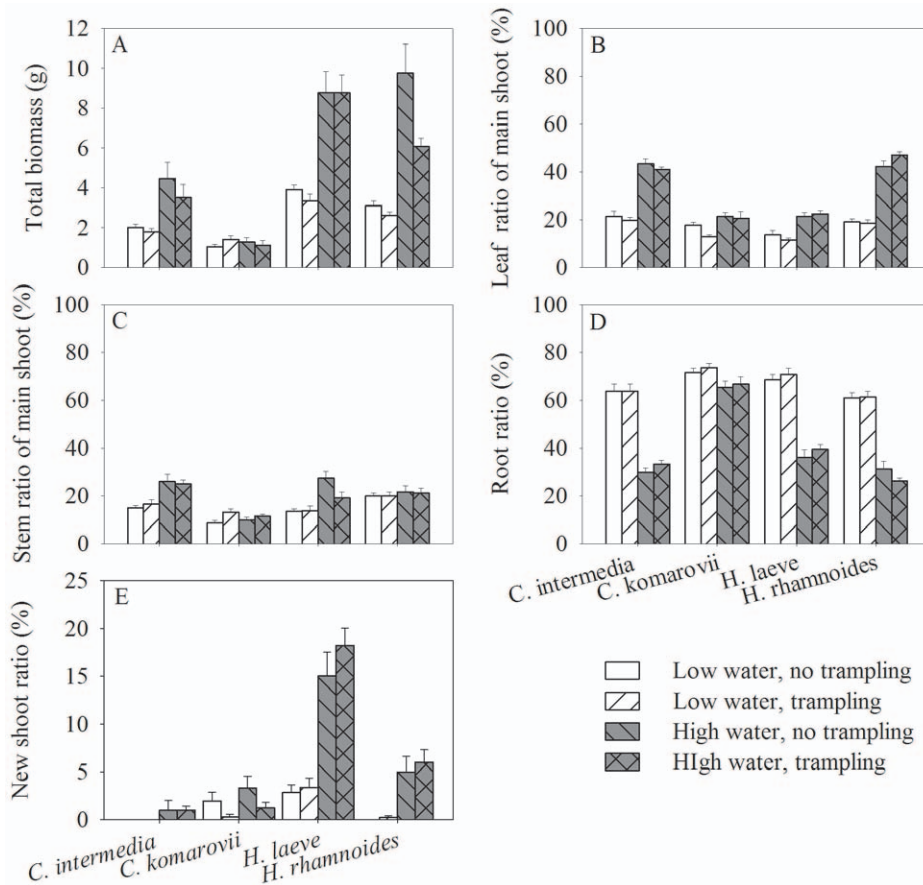 A
Total biomass (g)
12
10
8
6
4
2
0
B
Leaf ratio of main shoot (%)
100
80
60
40
20
0
C
Stem ratio of main shoot (%)
100
80
60
40
20
0
D
Root ratio (%)
100
80
60
40
20
0
C. intermedia
C. komarovii
H. laeve
H. rhamnoides
E
New shoot ratio (%)
25
20
15
10
5
0
C. intermedia
C. komarovii
H. laeve
H. rhamnoides
Low water, no trampling
Low water, trampling
High water, no trampling
HIgh water, trampling